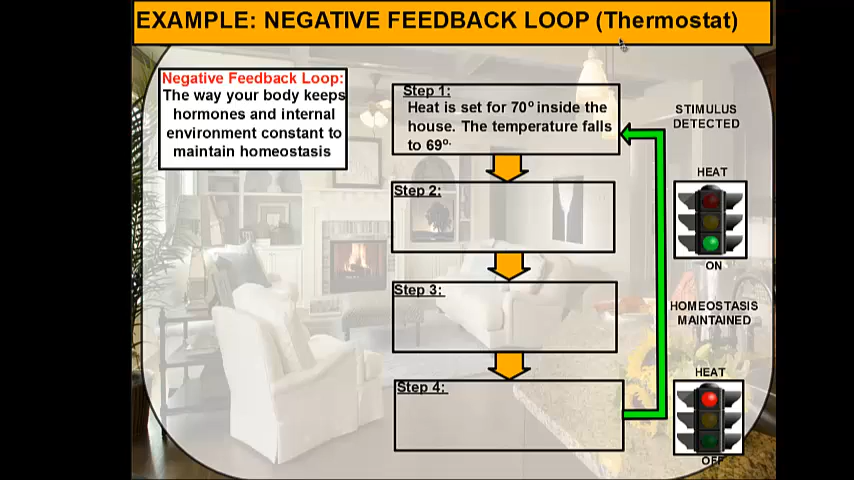 EXAMPLE: NEGATIVE FEEDBACK LOOP (Thermostat)
Negative Feedback Loop:
The way your body keeps
hormones and internal
environment constant to
maintain homeostasis
Step 1:
Heat is set for 70º inside the
house. The temperature falls
to 69º.
Step 2:
Step 3:
Step 4:
STIMULUS
DETECTED
HEAT
ON
HOMEOSTASIS
MAINTAINED
HEAT
OFF